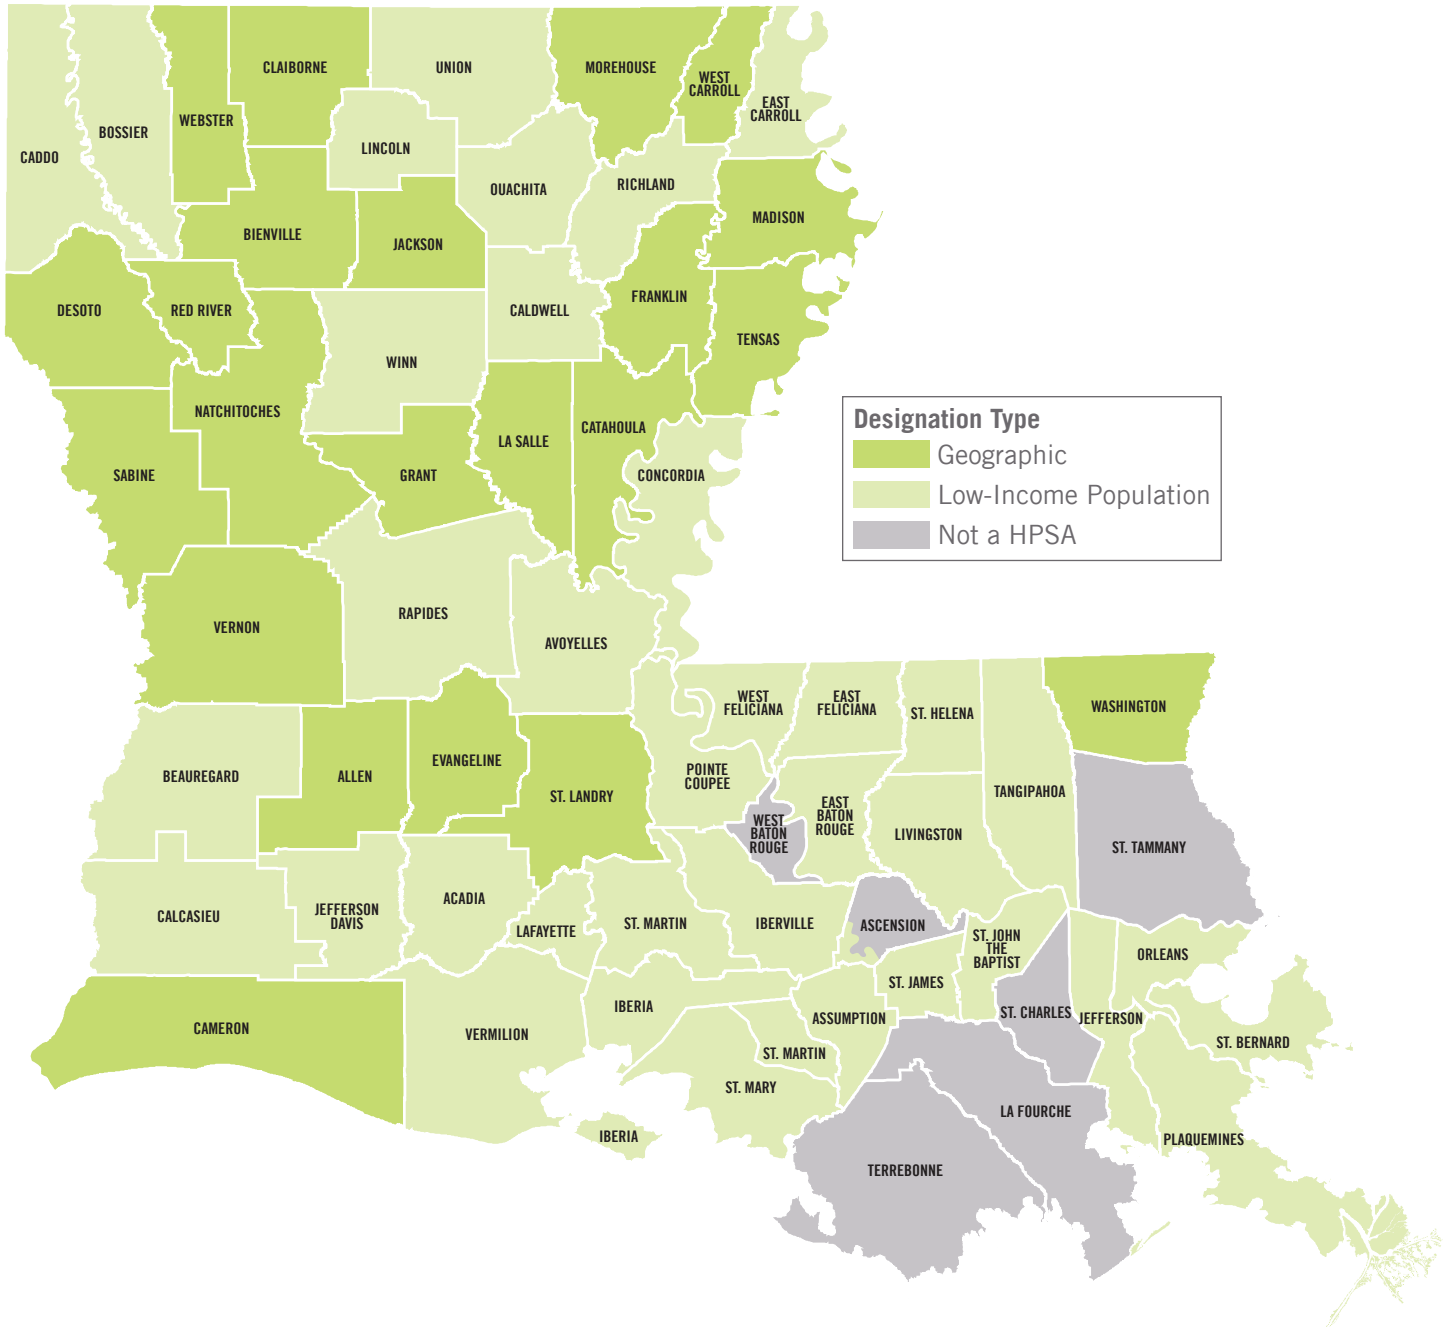 CLAIBORNE
UNION
MOREHOUSE
WEST
CARROLL
EAST
CARROLL
WEBSTER
BOSSIER
CADDO
LINCOLN
OUACHITA
RICHLAND
MADISON
BIENVILLE
JACKSON
DESOTO
RED RIVER
CALDWELL
FRANKLIN
TENSAS
WINN
NATCHITOCHES
SABINE
GRANT
LA SALLE
CATAHOULA
CONCORDIA
Designation Type
Geographic
Low-Income Population
Not a HPSA
VERNON
RAPIDES
AVOYELLES
WEST
FELICIANA
EAST
FELICIANA
ST. HELENA
WASHINGTON
BEAUREGARD
ALLEN
EVANGELINE
ST. LANDRY
POINTE
COUPEE
WEST
BATON
ROUGE
EAST
BATON
ROUGE
LIVINGSTON
TANGIPAHOA
ST. TAMMANY
CALCASIEU
JEFFERSON
DAVIS
ACADIA
LAFAYETTE
ST. MARTIN
IBERVILLE
ASCENSION
ST. JOHN
THE
BAPTIST
ORLEANS
ST. JAMES
CAMERON
VERMILION
IBERIA
ASSUMPTION
ST. CHARLES
JEFFERSON
ST. BERNARD
ST. MARTIN
ST. MARY
LA FOURCHE
IBERIA
PLAQUEMINES
TERREBONNE